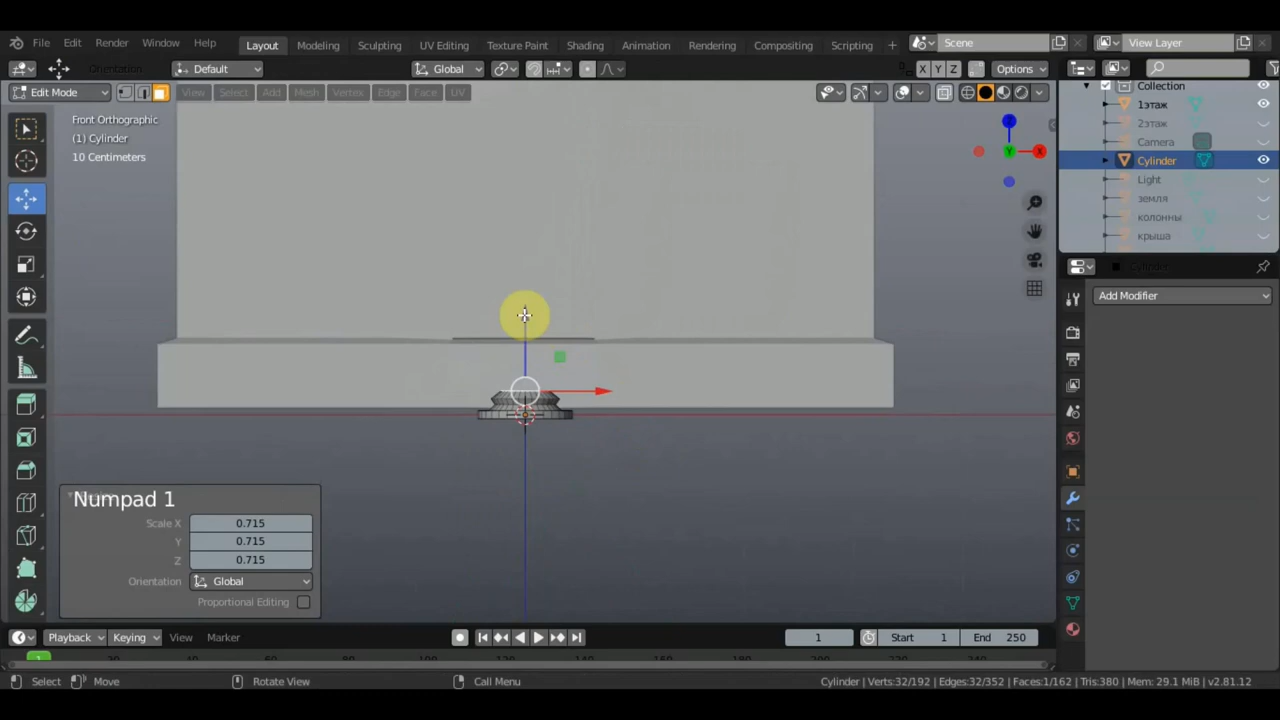 File Edit Render Window Help Layout Modeling Sculpting UV Editing Texture Paint Shading Animation Rendering Compositing Scripting + Scene View Layer
Orientation Default Global X Y Z Options
Edit Mode View Select Add Mesh Vertex Edge Face UV
Front Orthographic
(1) Cylinder
10 Centimeters
Z
Y
X
Collection
1этаж
2этаж
Camera
Cylinder
Light
земля
колонны
крыша
Cylinder
Add Modifier
Numpad 1
Scale X 0.715
Y 0.715
Z 0.715
Orientation Global
Proportional Editing
Playback Keying View Marker 1 Start 1 End 250
1
Select Move Rotate View Call Menu Cylinder | Verts:32/192 | Edges:32/352 | Faces:1/162 | Tris:380 | Mem: 29.1 MiB | v2.81.12